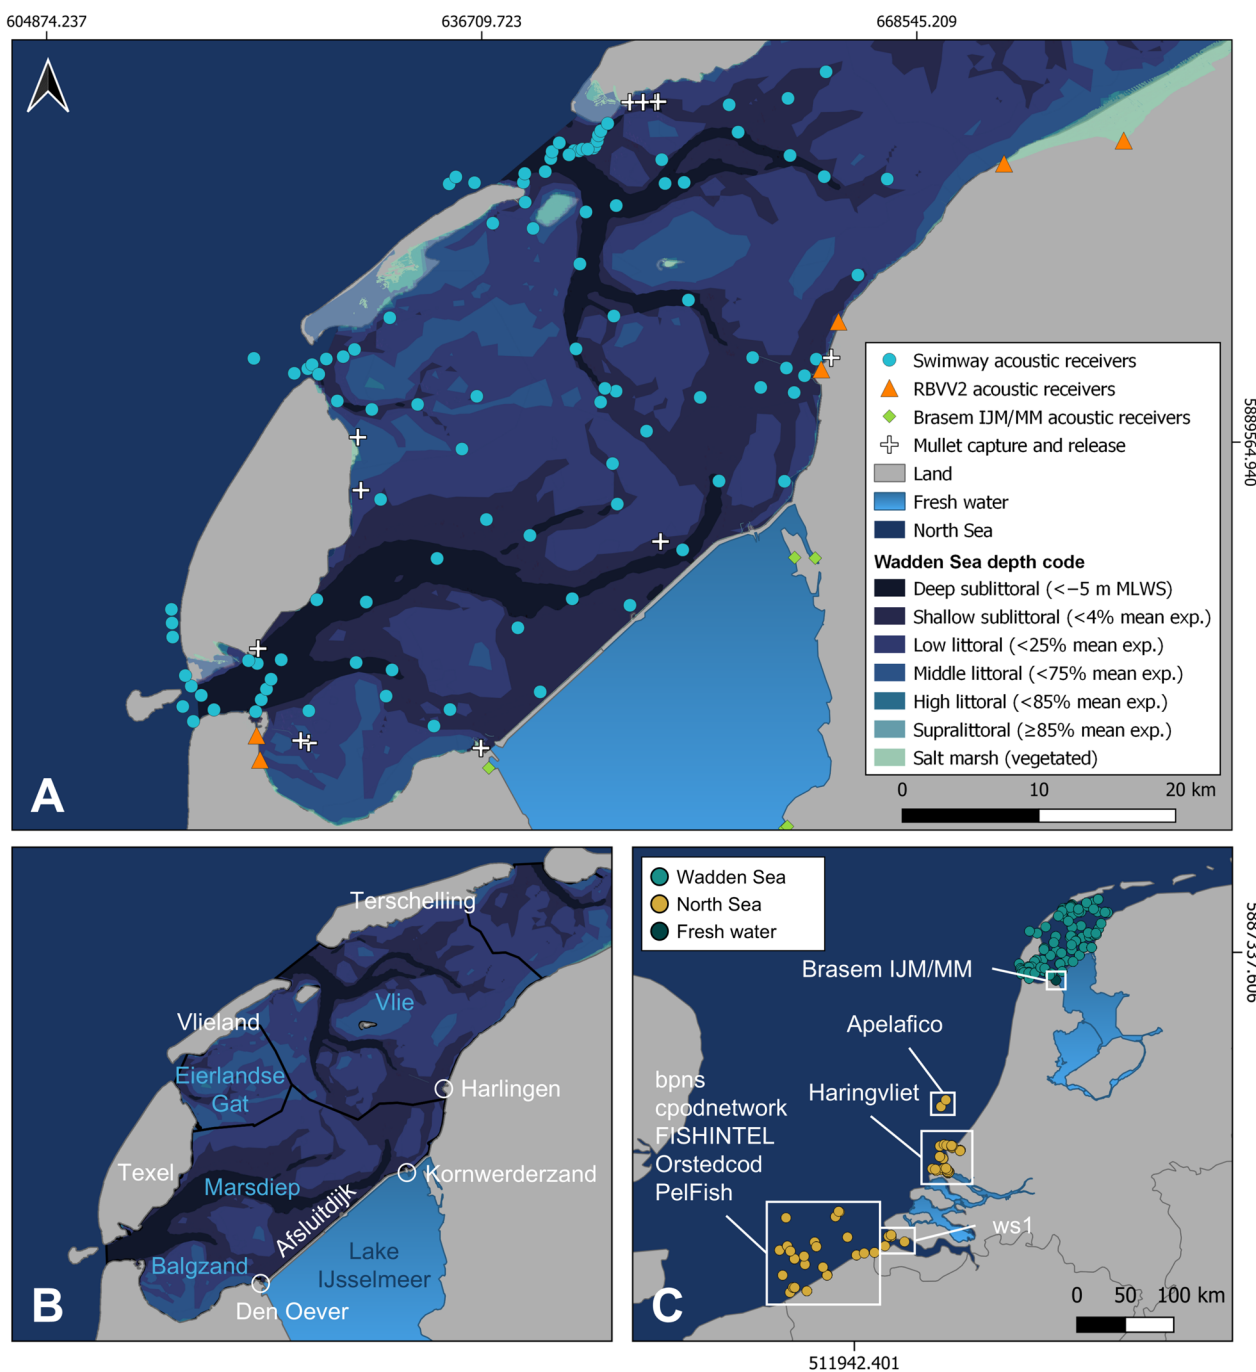 604874.237
636709.723
668545.209
5889564.940
Swimway acoustic receivers
RBVV2 acoustic receivers
Brasem IJM/MM acoustic receivers
Mullet capture and release
Land
Fresh water
North Sea
Wadden Sea depth code
Deep sublittoral (<−5 m MLWS)
Shallow sublittoral (<4% mean exp.)
Low littoral (<25% mean exp.)
Middle littoral (<75% mean exp.)
High littoral (<85% mean exp.)
Supralittoral (≥85% mean exp.)
Salt marsh (vegetated)
0 10 20 km
A
Terschelling
Vlie
Vlieland
Eierlandse
Gat
Harlingen
Texel
Kornwerderzand
Marsdiep
Afsluitdijk
Balgzand
Lake
IJsselmeer
Den Oever
B
Wadden Sea
North Sea
Fresh water
Brasem IJM/MM
Apelafico
Haringvliet
bpns
cpodnetwork
FISHINTEL
Orstedcod
PelFish
ws1
0 50 100 km
C
511942.401